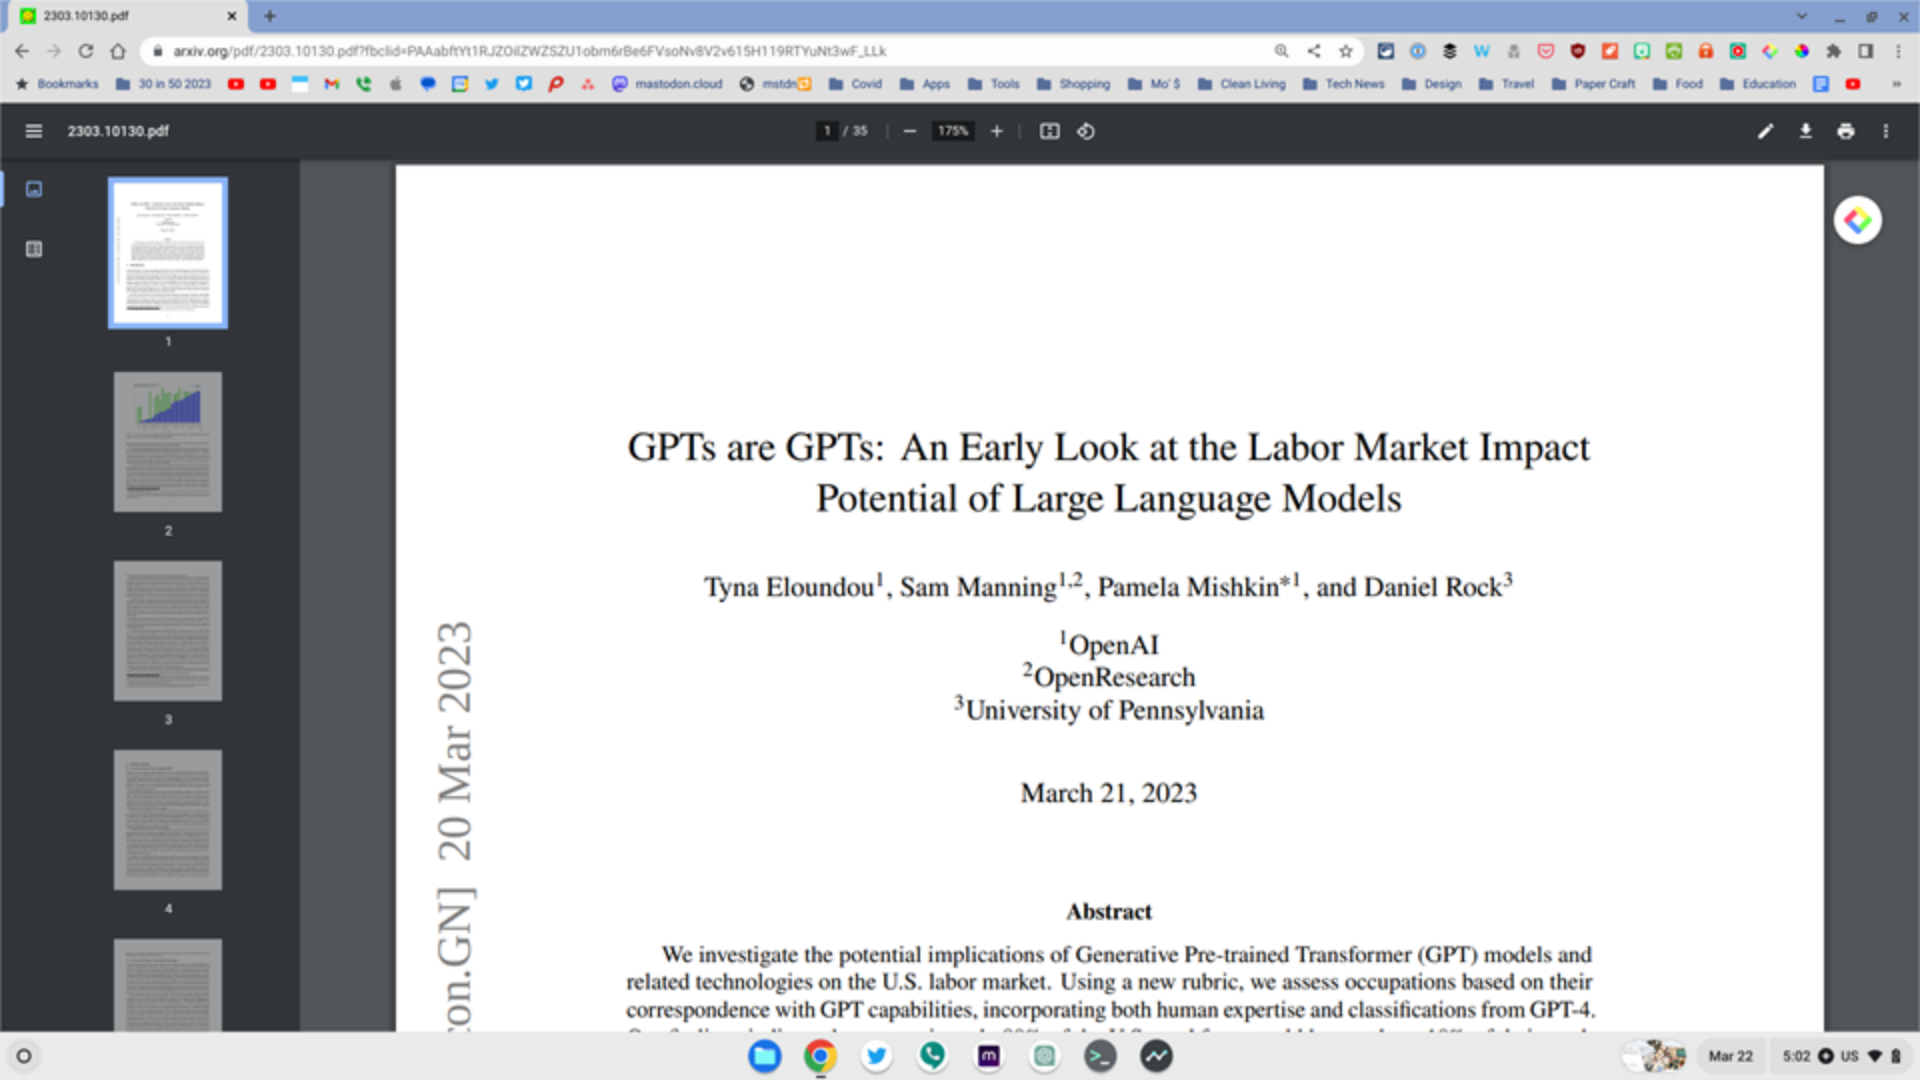 2303.10130.pdf
arxiv.org/pdf/2303.10130.pdf?fbclid=PAAabftYt1RJZOilZWZSZU1obm6rBe6FVsoNv8V2v615H119RTYuNt3wF_LLk
Bookmarks 30 in 50 2023 mastodon.cloud mstdn Covid Apps Tools Shopping Mo' $ Clean Living Tech News Design Travel Paper Craft Food Education
2303.10130.pdf 1 / 35 175%
1
2
3
4
GPTs are GPTs: An Early Look at the Labor Market Impact
Potential of Large Language Models
Tyna Eloundou1, Sam Manning1,2, Pamela Mishkin*1, and Daniel Rock3
1OpenAI
2OpenResearch
3University of Pennsylvania
March 21, 2023
con.GN] 20 Mar 2023
Abstract
We investigate the potential implications of Generative Pre-trained Transformer (GPT) models and
related technologies on the U.S. labor market. Using a new rubric, we assess occupations based on their
correspondence with GPT capabilities, incorporating both human expertise and classifications from GPT-4.
Mar 22 5:02 US